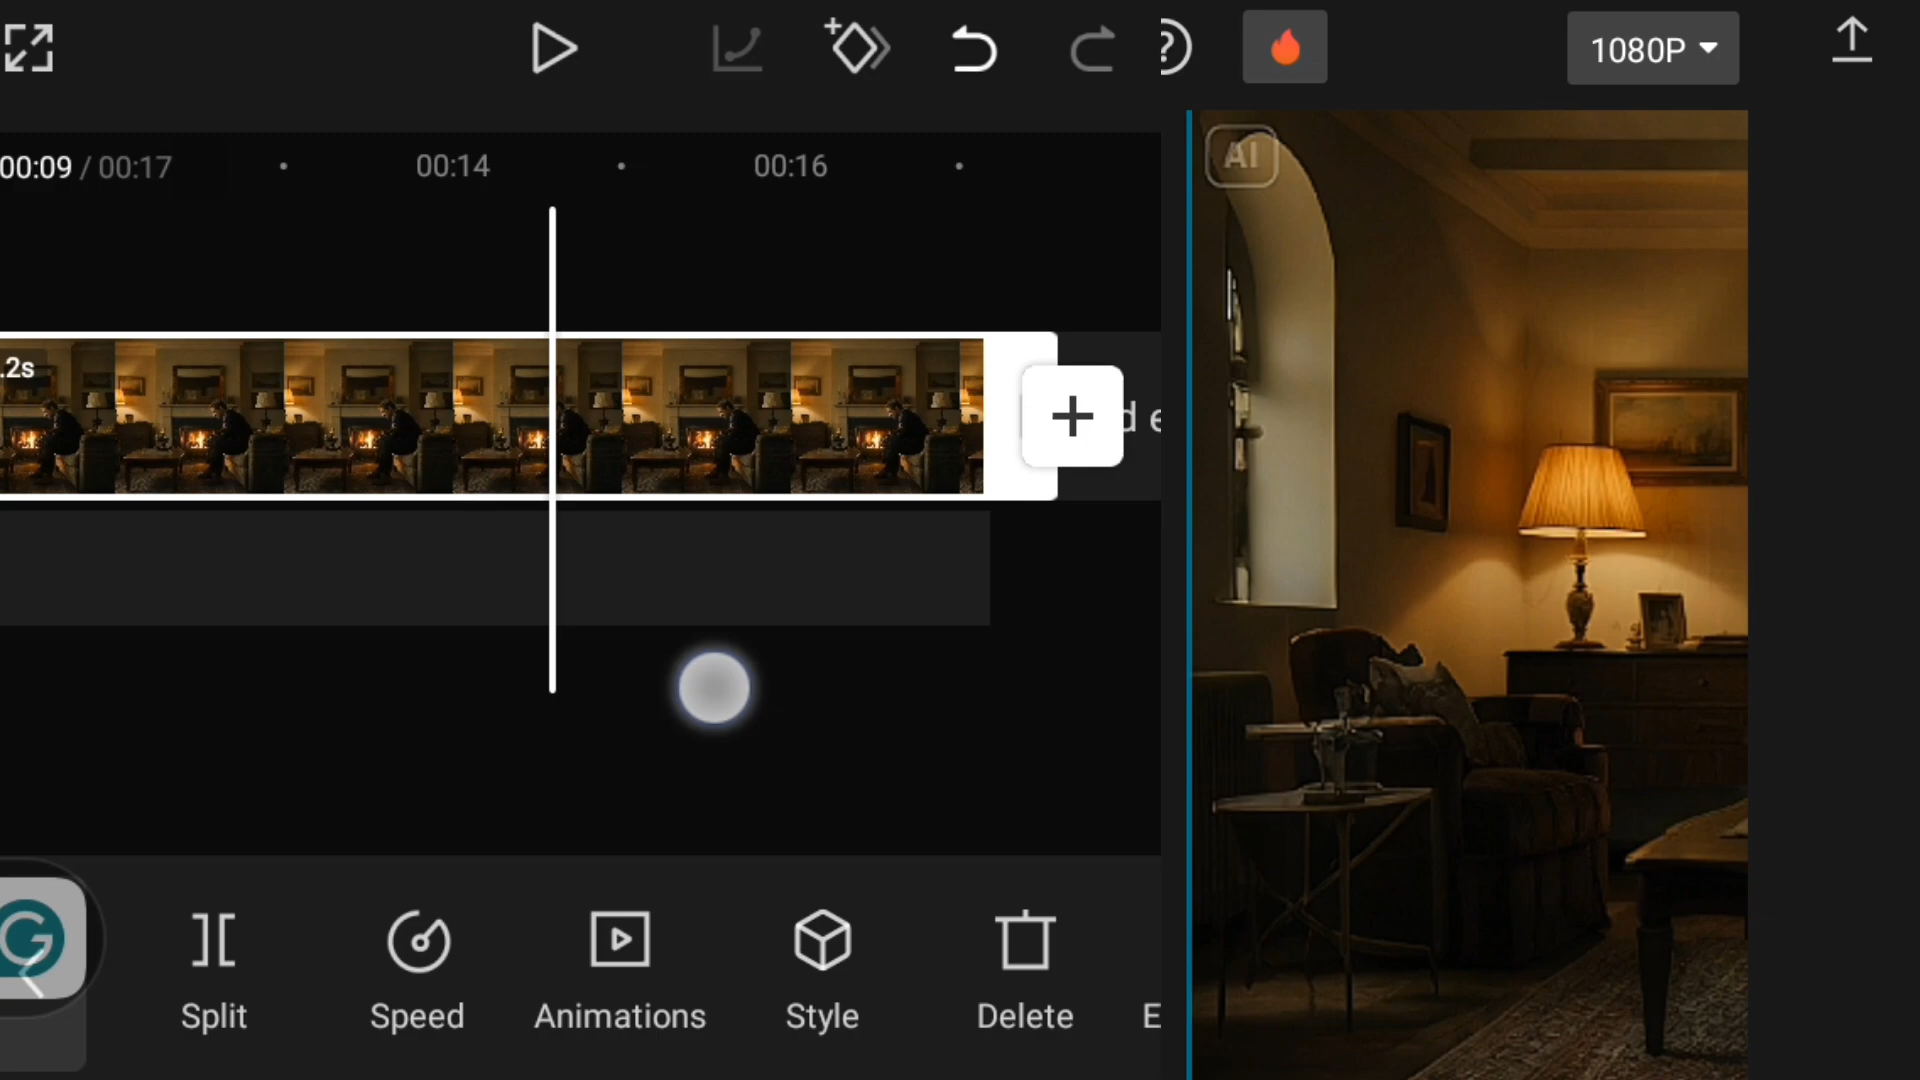 1080P
00:09 / 00:17
00:14
00:16
AI
.2s
d e
Split
Speed
Animations
Style
Delete
E